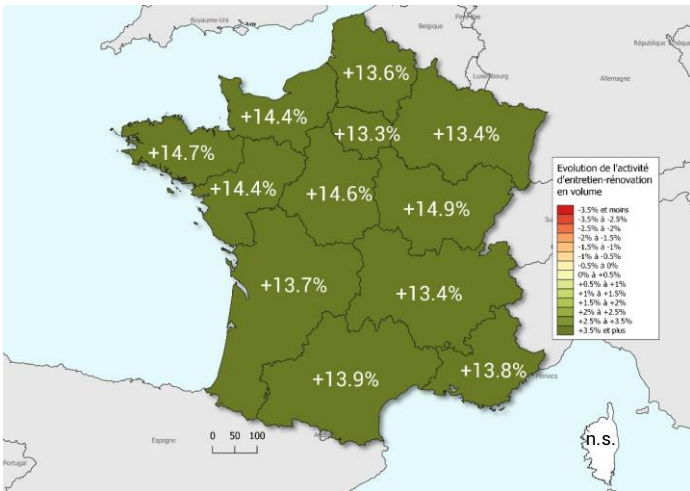 Royaume-Uni
Belgique
Luxembourg
Allemagne
+13.6%
+14.4%
+13.3%
+13.4%
+14.7%
+14.4%
+14.6%
+14.9%
+13.7%
+13.4%
+13.9%
+13.8%
Monaco
Espagne
Portugal
0 50 100
n.s.
Evolution de l'activité
d'entretien-rénovation
en volume
-3.5% et moins
-3.5% à -2.5%
-2.5% à -2%
-2% à -1.5%
-1.5% à -1%
-1% à -0.5%
-0.5% à 0%
0% à +0.5%
+0.5% à +1%
+1% à +1.5%
+1.5% à +2%
+2% à +2.5%
+2.5% à +3.5%
+3.5% et plus